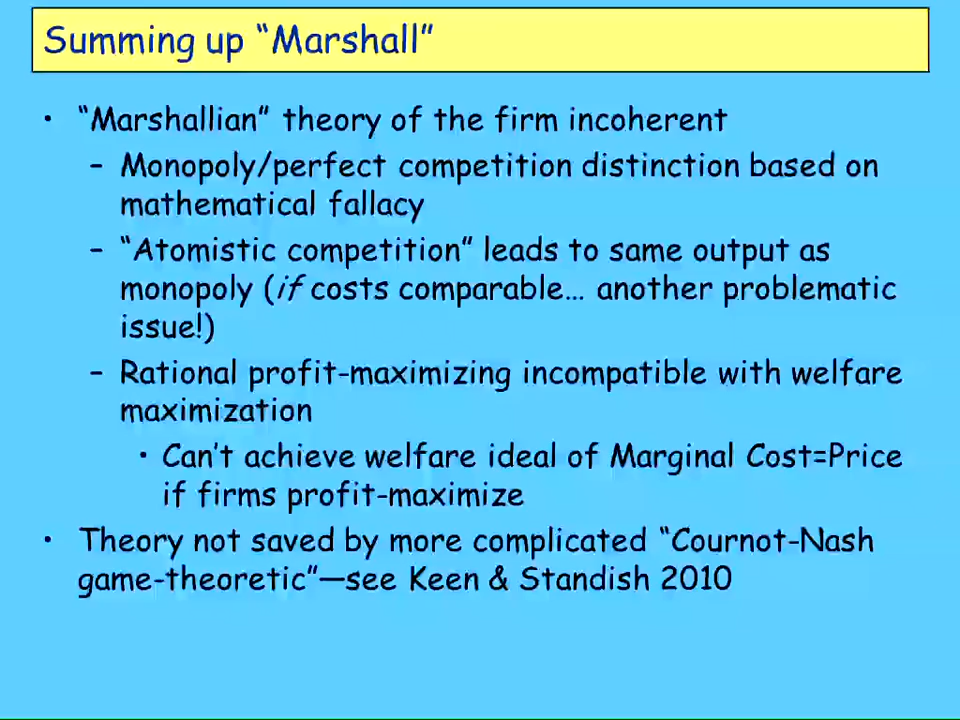 Summing up “Marshall”
• “Marshallian” theory of the firm incoherent
– Monopoly/perfect competition distinction based on
mathematical fallacy
– “Atomistic competition” leads to same output as
monopoly (if costs comparable… another problematic
issue!)
– Rational profit-maximizing incompatible with welfare
maximization
• Can’t achieve welfare ideal of Marginal Cost=Price
if firms profit-maximize
• Theory not saved by more complicated “Cournot-Nash
game-theoretic”—see Keen & Standish 2010